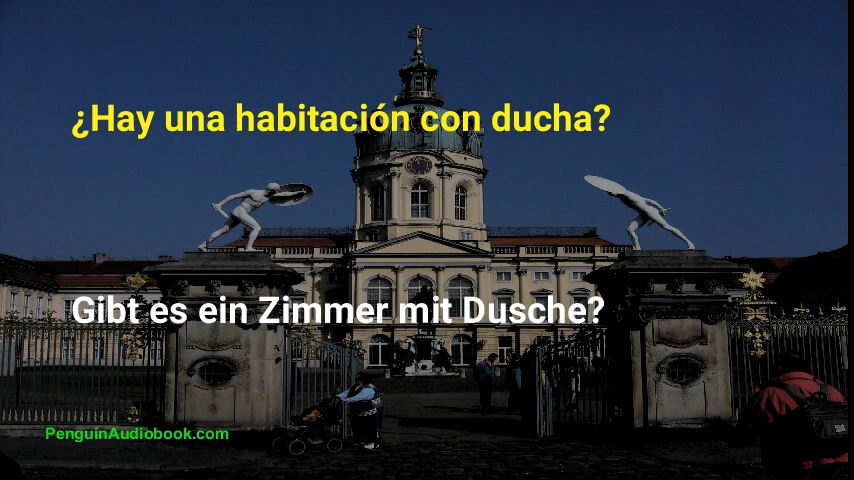 ¿Hay una habitación con ducha?
Gibt es ein Zimmer mit Dusche?
PenguinAudiobook.com